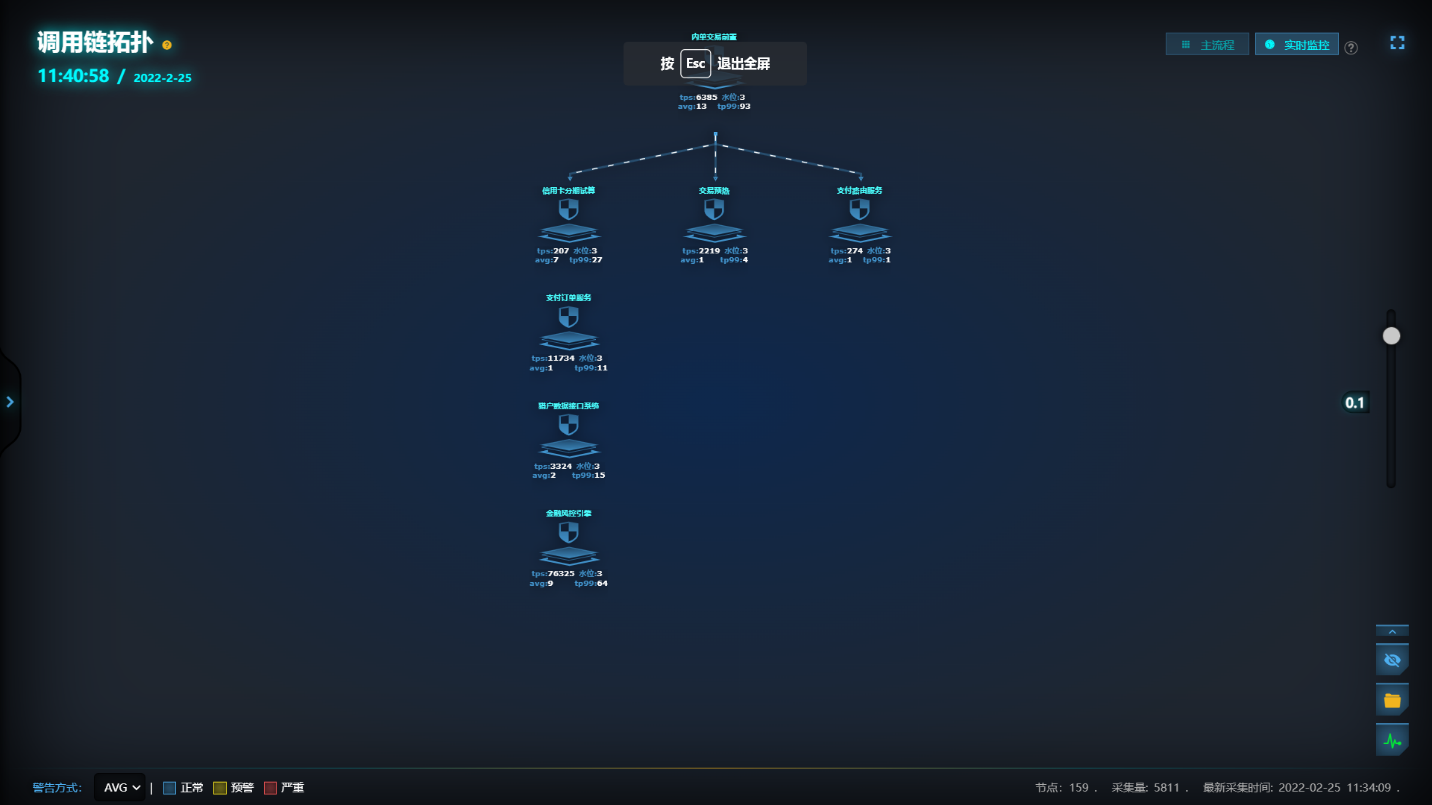 调用链拓扑
11:40:58 / 2022-2-25
内单交易前置
按 Esc 退出全屏
tps:6385 水位:3
avg:13 tp99:93
主流程
实时监控
信用卡分期试算
tps:207 水位:3
avg:7 tp99:27
交易预热
tps:2219 水位:3
avg:1 tp99:4
支付咨询服务
tps:274 水位:3
avg:1 tp99:1
支付订单服务
tps:11734 水位:3
avg:1 tp99:11
数据接口系统
tps:3324 水位:3
avg:2 tp99:15
金融风控引擎
tps:76325 水位:3
avg:9 tp99:64
0.1
警告方式: AVG | 正常 预警 严重
节点: 159 . 采集量: 5811 . 最新采集时间: 2022-02-25 11:34:09 .